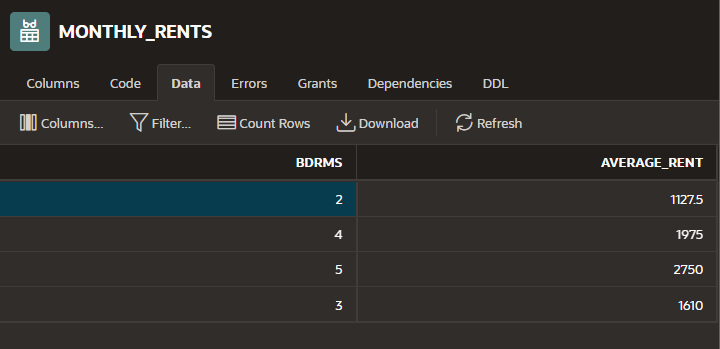 MONTHLY_RENTS
Columns Code Data Errors Grants Dependencies DDL
Columns... Filter... Count Rows Download Refresh
BDRMS AVERAGE_RENT
2 1127.5
4 1975
5 2750
3 1610